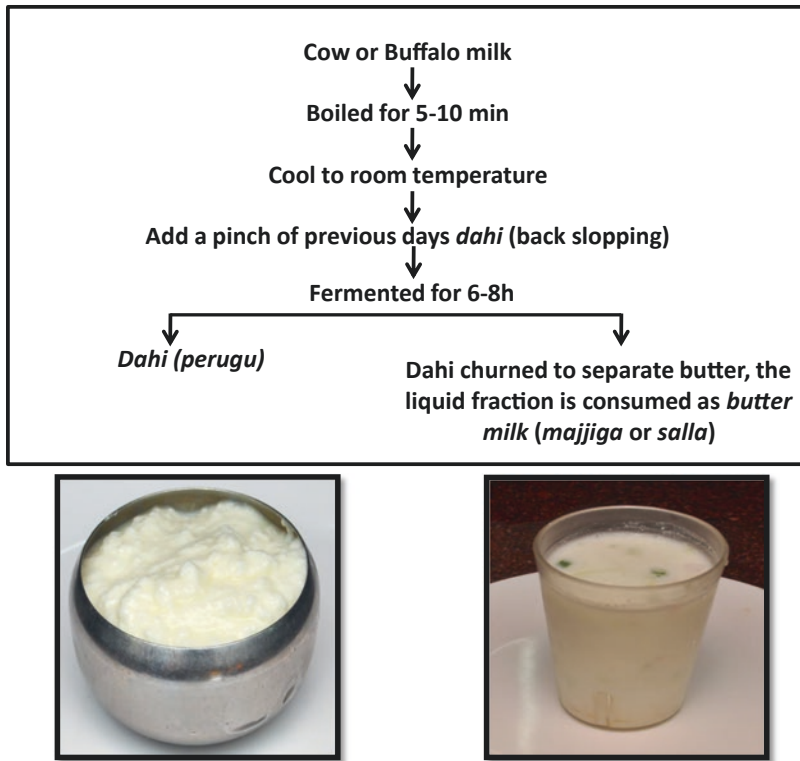 Cow or Buffalo milk
Boiled for 5-10 min
Cool to room temperature
Add a pinch of previous days dahi (back slopping)
Fermented for 6-8h
Dahi (perugu)
Dahi churned to separate butter, the
liquid fraction is consumed as butter
milk (majjiga or salla)